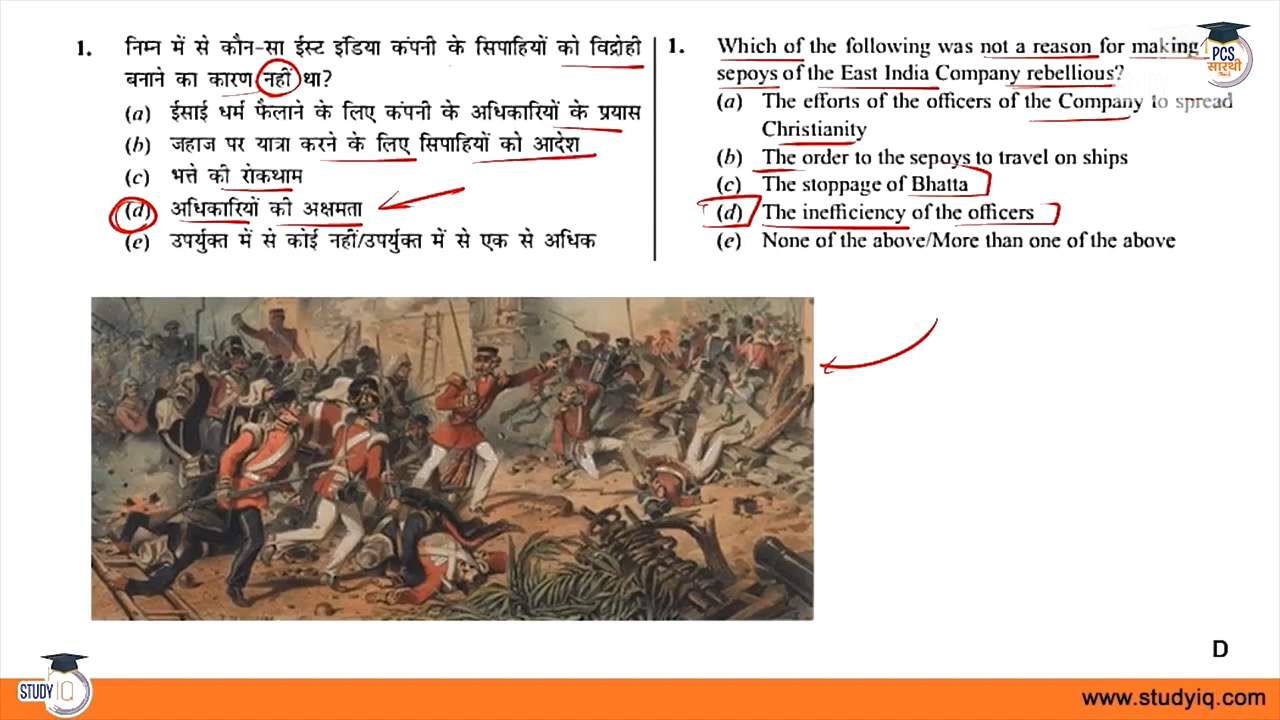 1. निम्न में से कौन-सा ईस्ट इंडिया कंपनी के सिपाहियों को विद्रोही
बनाने का कारण नहीं था?
(a) ईसाई धर्म फैलाने के लिए कंपनी के अधिकारियों के प्रयास
(b) जहाज पर यात्रा करने के लिए सिपाहियों को आदेश
(c) भत्ते की रोकथाम
(d) अधिकारियों की अक्षमता
(e) उपर्युक्त में से कोई नहीं/उपर्युक्त में से एक से अधिक
1. Which of the following was not a reason for making
sepoys of the East India Company rebellious?
(a) The efforts of the officers of the Company to spread
Christianity
(b) The order to the sepoys to travel on ships
(c) The stoppage of Bhatta
(d) The inefficiency of the officers
(e) None of the above/More than one of the above
PCS
सारथी
D
STUDY IQ
www.studyiq.com